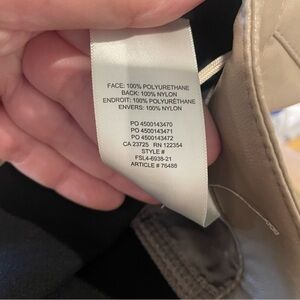 FACE: 100% POLYURETHANE
BACK: 100% NYLON
ENDROIT: 100% POLYURÉTHANE
ENVERS: 100% NYLON
PO 4500143470
PO 4500143471
PO 4500143472
CA 23725 RN 122354
STYLE #
FSL4-6938-21
ARTICLE # 76486